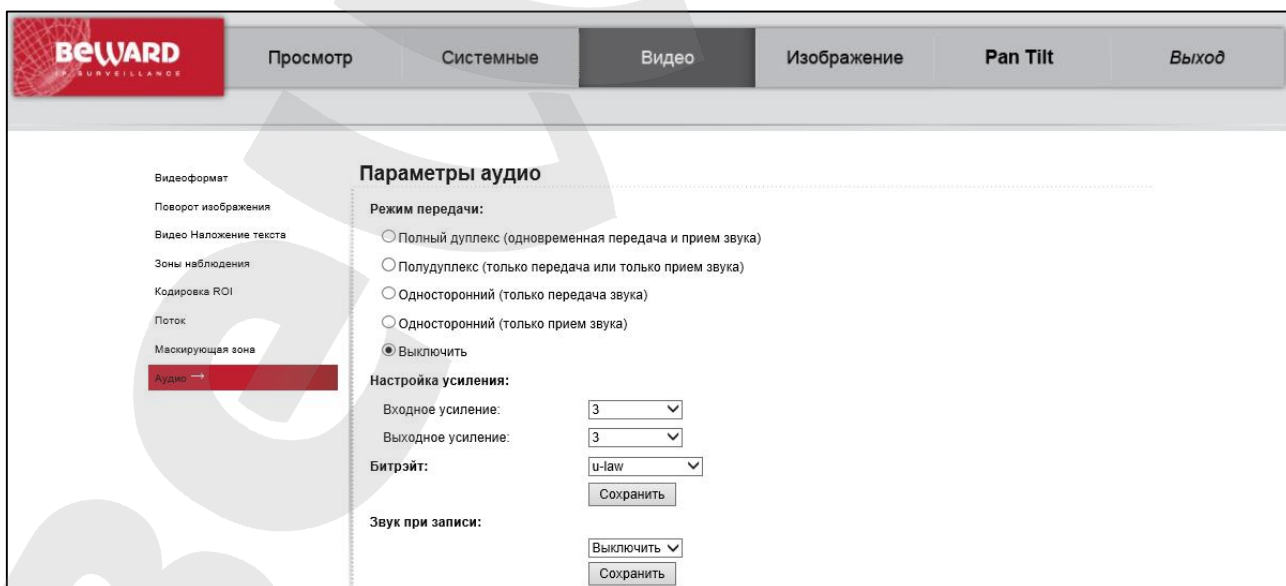 BEWARD
IP SURVEILLANCE
Просмотр
Системные
Видео
Изображение
Pan Tilt
Выход
Видеоформат
Поворот изображения
Видео Наложение текста
Зоны наблюдения
Кодировка ROI
Поток
Маскирующая зона
Аудио →
Параметры аудио
Режим передачи:
Полный дуплекс (одновременная передача и прием звука)
Полудуплекс (только передача или только прием звука)
Односторонний (только передача звука)
Односторонний (только прием звука)
Выключить
Настройка усиления:
Входное усиление: 3
Выходное усиление: 3
Битрэйт: u-law
Сохранить
Звук при записи:
Выключить
Сохранить